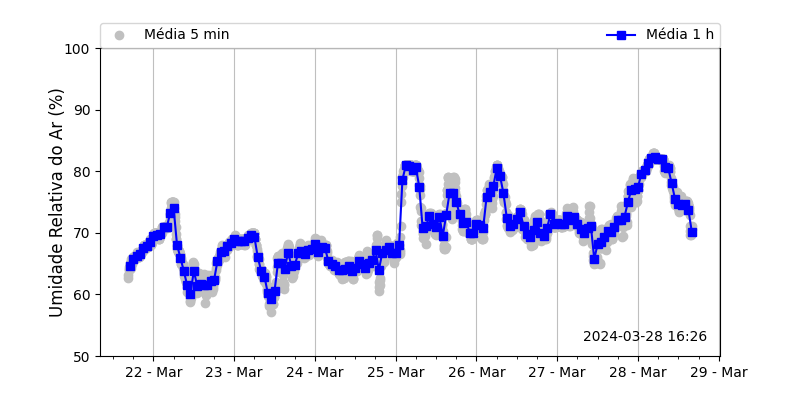 Média 5 min
Média 1 h
Umidade Relativa do Ar (%)
100
90
80
70
60
50
2024-03-28 16:26
22 - Mar
23 - Mar
24 - Mar
25 - Mar
26 - Mar
27 - Mar
28 - Mar
29 - Mar